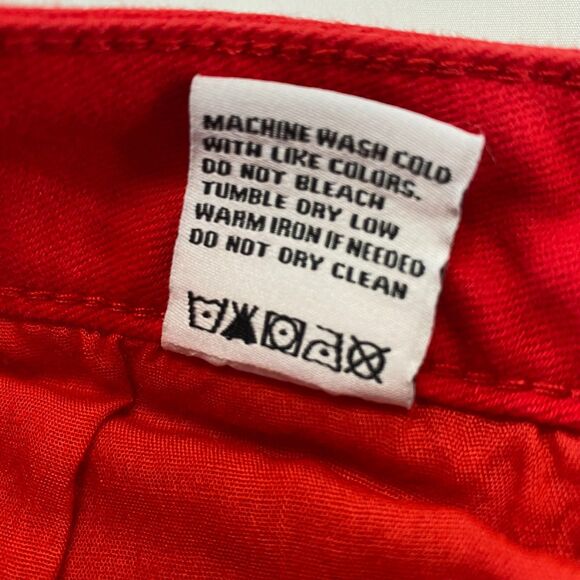 MACHINE WASH COLD
WITH LIKE COLORS.
DO NOT BLEACH
TUMBLE DRY LOW
WARM IRON IF NEEDED
DO NOT DRY CLEAN